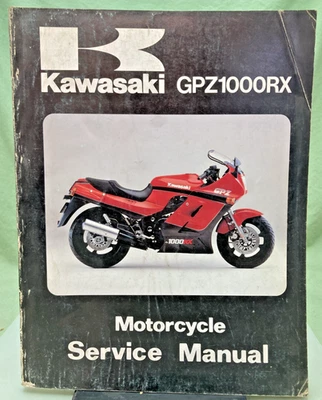 Kawasaki GPZ1000RX
Kawasaki
GPZ
1000RX
Motorcycle
Service Manual